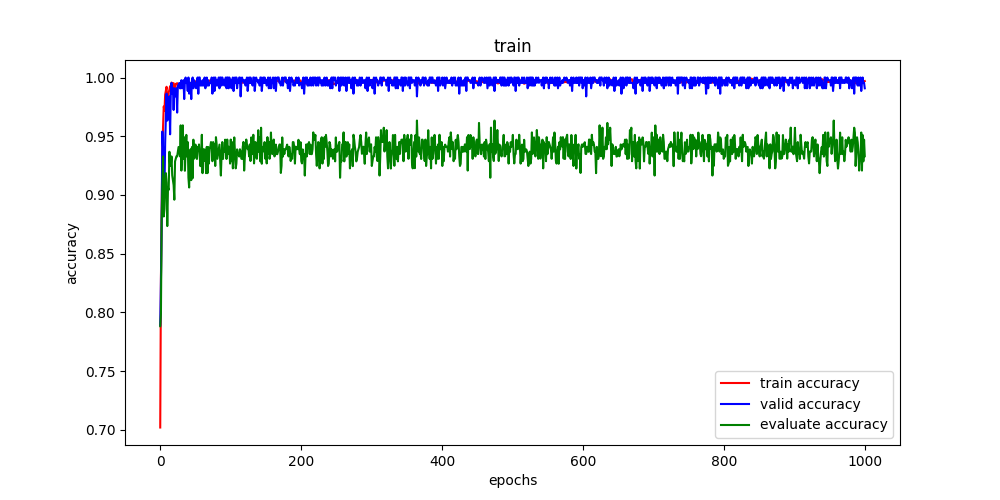 train
1.00
0.95
0.90
0.85
0.80
0.75
0.70
accuracy
train accuracy
valid accuracy
evaluate accuracy
0 200 400 600 800 1000
epochs